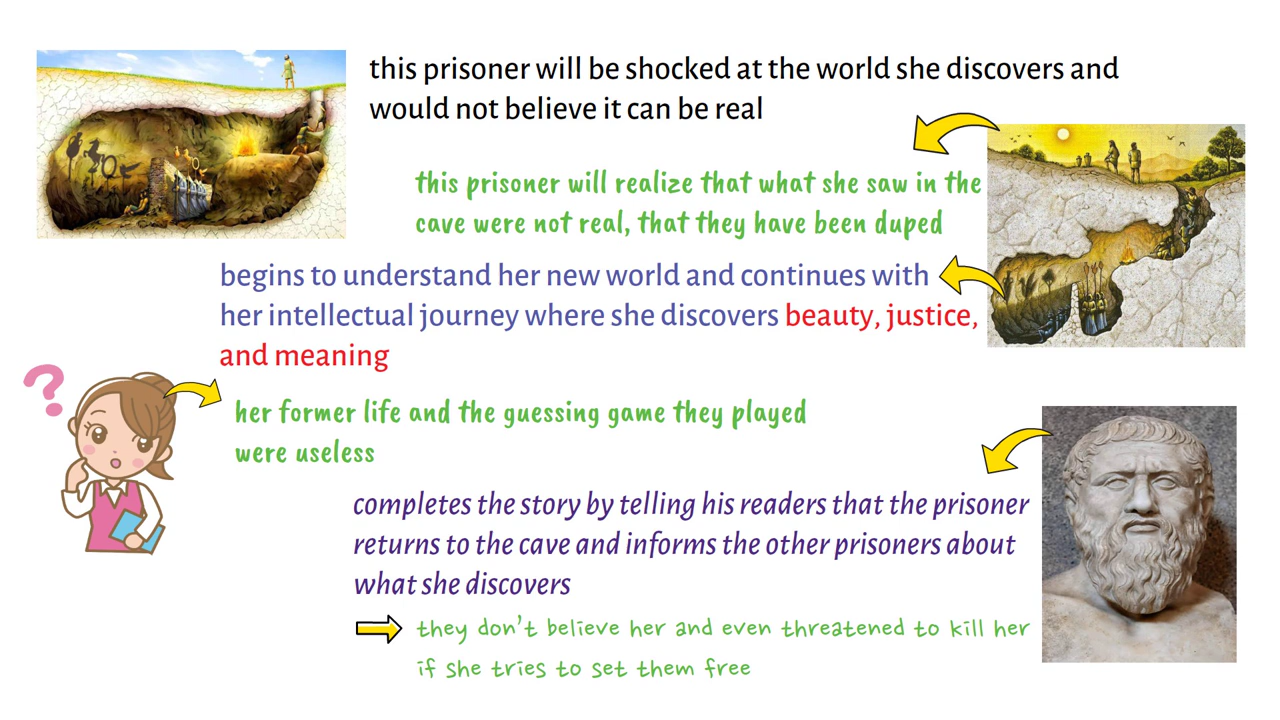 this prisoner will be shocked at the world she discovers and
would not believe it can be real
this prisoner will realize that what she saw in the
cave were not real, that they have been duped
begins to understand her new world and continues with
her intellectual journey where she discovers beauty, justice,
and meaning
?
her former life and the guessing game they played
were useless
completes the story by telling his readers that the prisoner
returns to the cave and informs the other prisoners about
what she discovers
they don't believe her and even threatened to kill her
if she tries to set them free